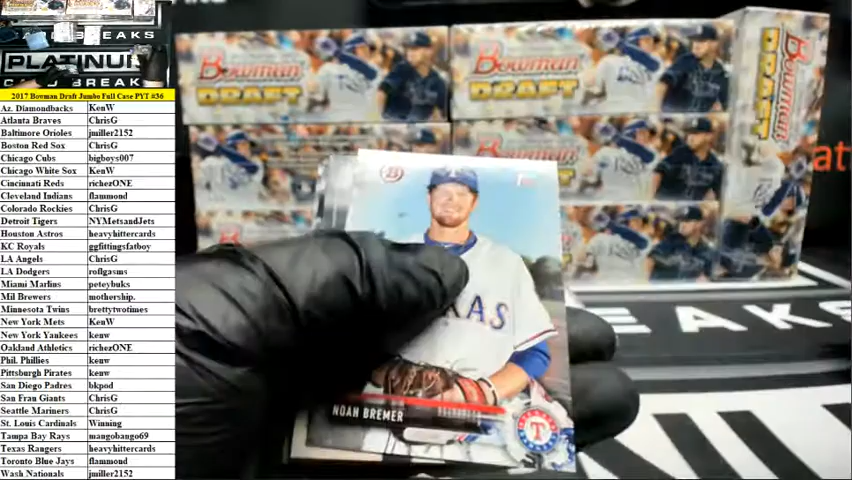 PLATINUM
CARD BREAK
2017 Bowman Draft Jumbo Full Case PYT #36
Az. Diamondbacks KenW
Atlanta Braves ChrisG
Baltimore Orioles jmiller2152
Boston Red Sox ChrisG
Chicago Cubs bigboys007
Chicago White Sox KenW
Cincinnati Reds richezONE
Cleveland Indians flammond
Colorado Rockies ChrisG
Detroit Tigers NYMetsandJets
Houston Astros heavyhittercards
KC Royals ggfittingsfatboy
LA Angels ChrisG
LA Dodgers roflgasms
Miami Marlins peteybuks
Mil Brewers mothership.
Minnesota Twins brettytwotimes
New York Mets KenW
New York Yankees kenw
Oakland Athletics richezONE
Phil. Phillies kenw
Pittsburgh Pirates kenw
San Diego Padres bkpod
San Fran Giants ChrisG
Seattle Mariners ChrisG
St. Louis Cardinals Winning
Tampa Bay Rays mangobango69
Texas Rangers heavyhittercards
Toronto Blue Jays flammond
Wash Nationals jmiller2152
Bowman
DRAFT
Bowman
DRAFT
Bowman
DRAFT
Bowman
EAKS
B
1st
XAS
NOAH BREMER
T